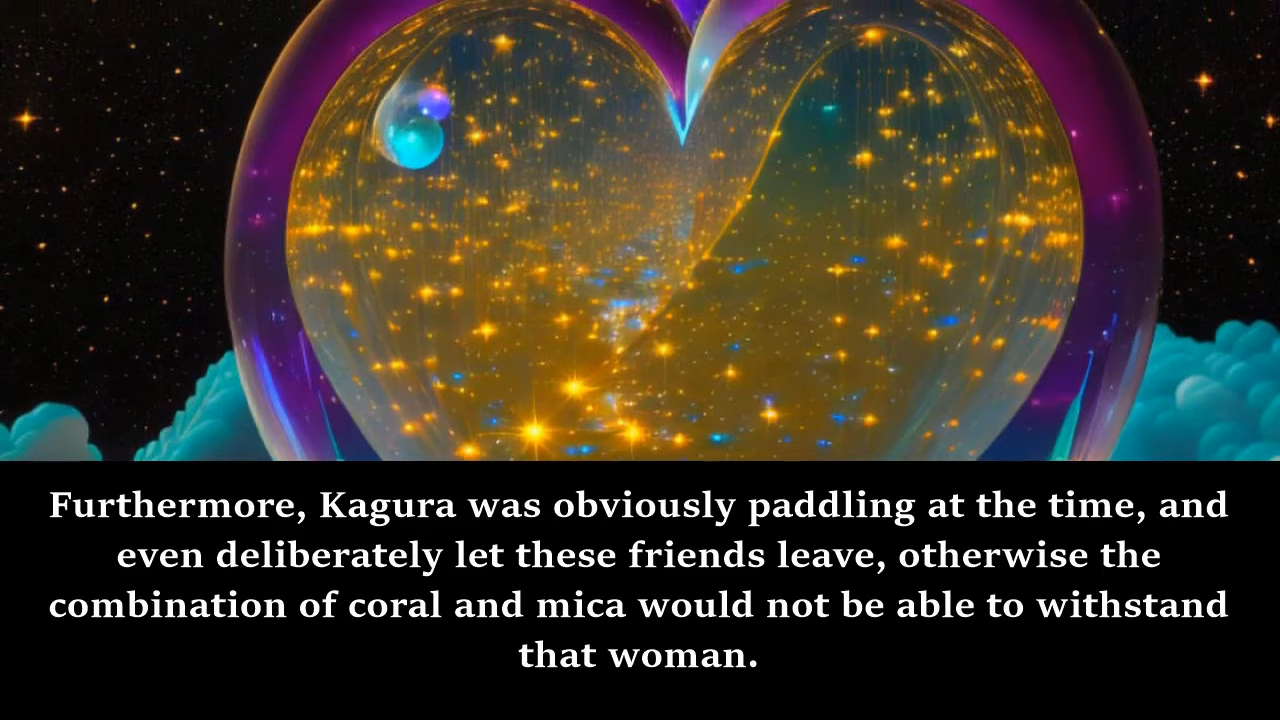 Furthermore, Kagura was obviously paddling at the time, and
even deliberately let these friends leave, otherwise the
combination of coral and mica would not be able to withstand
that woman.